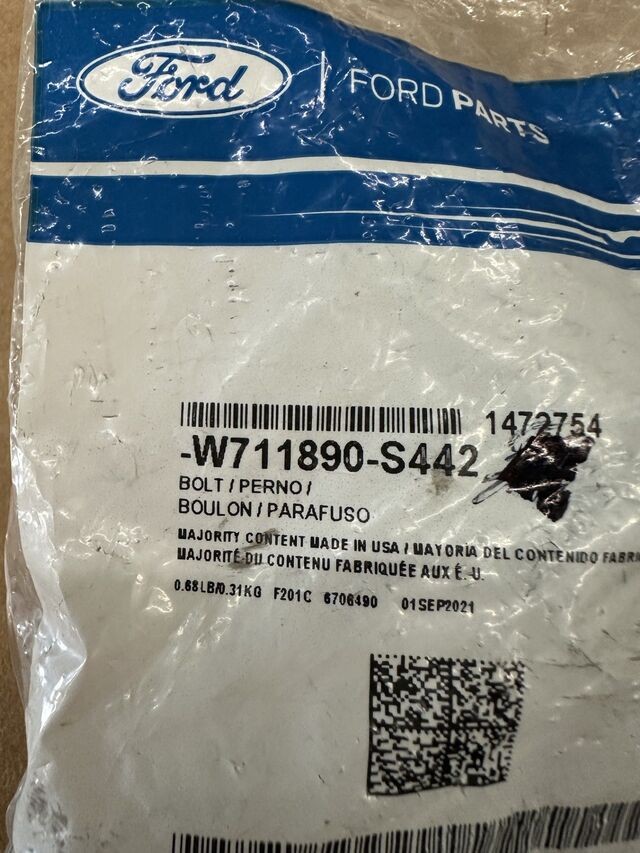 Ford
FORD PARTS
1472754
-W711890-S442
BOLT / PERNO /
BOULON / PARAFUSO
MAJORITY CONTENT MADE IN USA / MAYORIA DEL CONTENIDO FABRI
MAJORITÉ DU CONTENU FABRIQUÉE AUX É.-U.
0.68LB/0.31KG F201C 6706490 01SEP2021